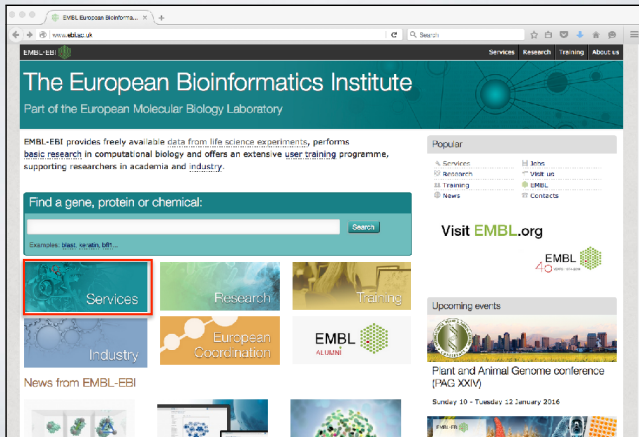 EMBL European Bioinforma...
www.ebi.ac.uk
Search
EMBL-EBI
Services Research Training About us
The European Bioinformatics Institute
Part of the European Molecular Biology Laboratory
EMBL-EBI provides freely available data from life science experiments, performs
basic research in computational biology and offers an extensive user training programme,
supporting researchers in academia and industry.
Find a gene, protein or chemical:
Search
Examples: blast, keratin, bfl1...
Services
Research
Training
Industry
European
Coordination
EMBL
ALUMNI
News from EMBL-EBI
Popular
Services
Jobs
Research
Visit us
Training
EMBL
News
Contacts
Visit EMBL.org
EMBL
40
Upcoming events
Plant and Animal Genome conference
(PAG XXIV)
Sunday 10 - Tuesday 12 January 2016
EMBL-EBI